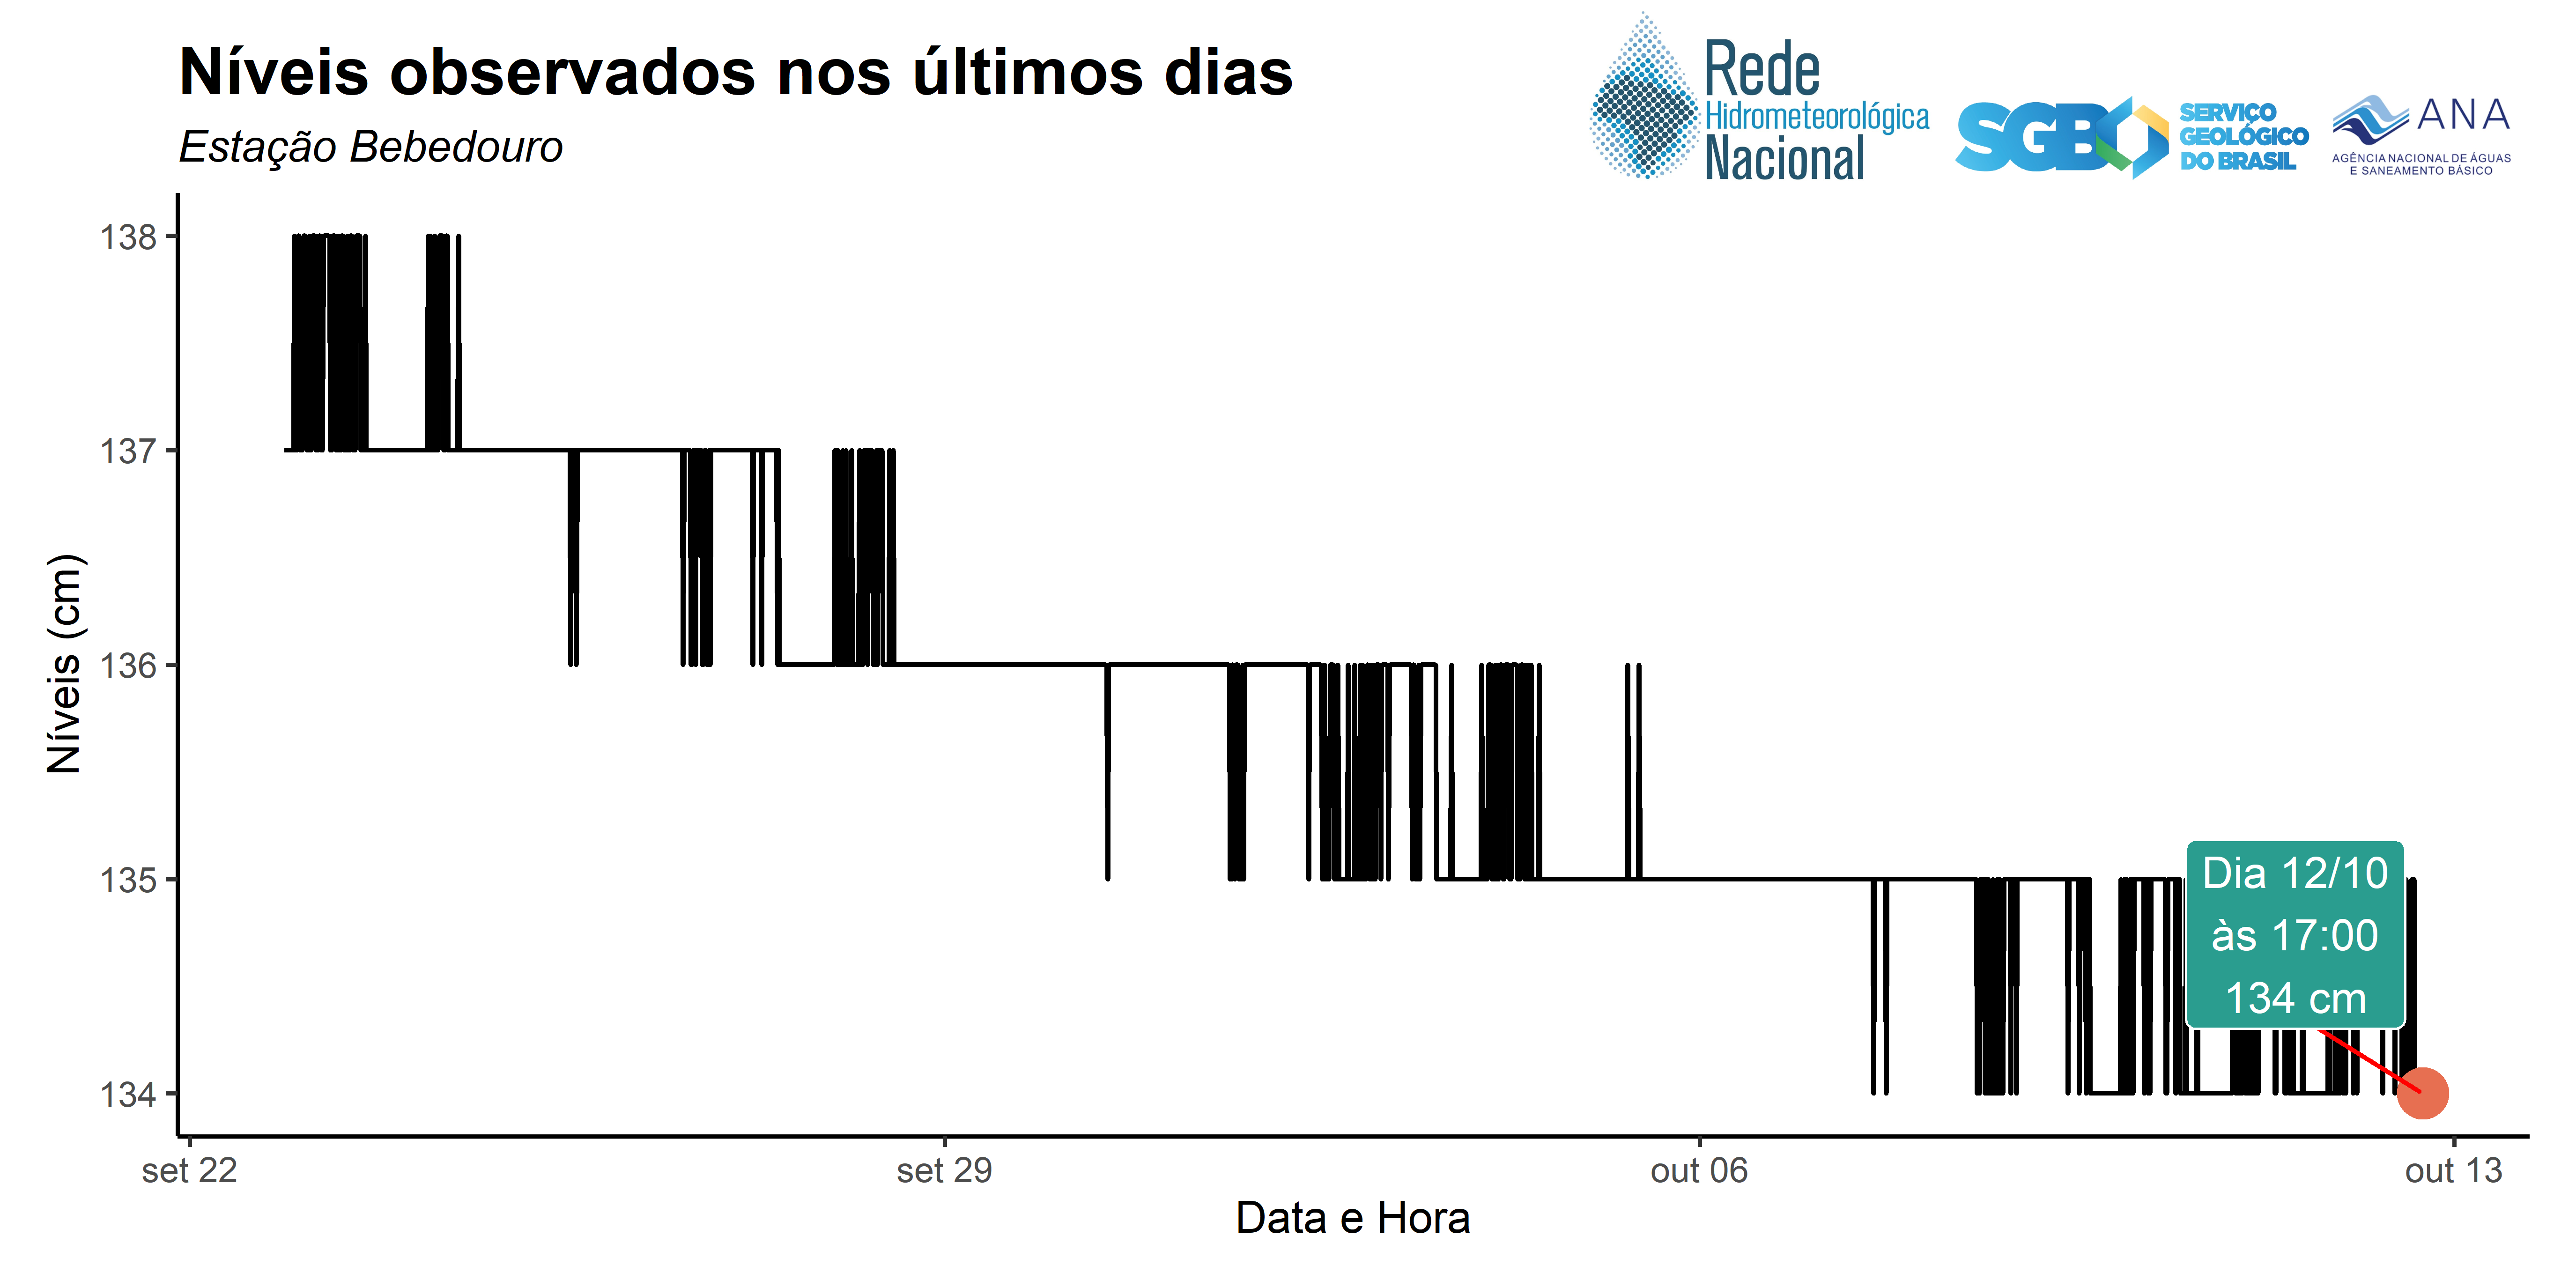 Níveis observados nos últimos dias
Estação Bebedouro
Rede
Hidrometeorológica
Nacional
SGB
SERVIÇO
GEOLÓGICO
DO BRASIL
ANA
AGÊNCIA NACIONAL DE ÁGUAS
E SANEAMENTO BÁSICO
138
137
136
135
134
Níveis (cm)
Dia 12/10
às 17:00
134 cm
set 22
set 29
out 06
out 13
Data e Hora